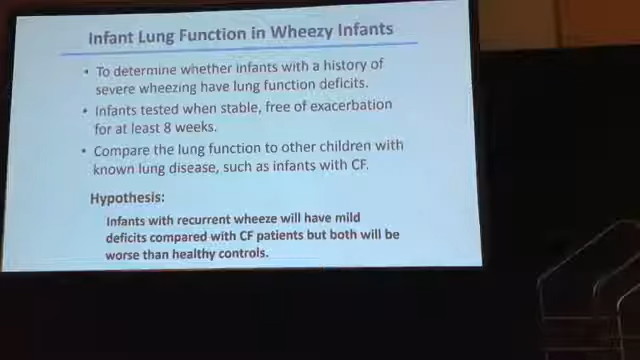 Infant Lung Function in Wheezy Infants
• To determine whether infants with a history of
severe wheezing have lung function deficits.
• Infants tested when stable, free of exacerbation
for at least 8 weeks.
• Compare the lung function to other children with
known lung disease, such as infants with CF.
Hypothesis:
Infants with recurrent wheeze will have mild
deficits compared with CF patients but both will be
worse than healthy controls.